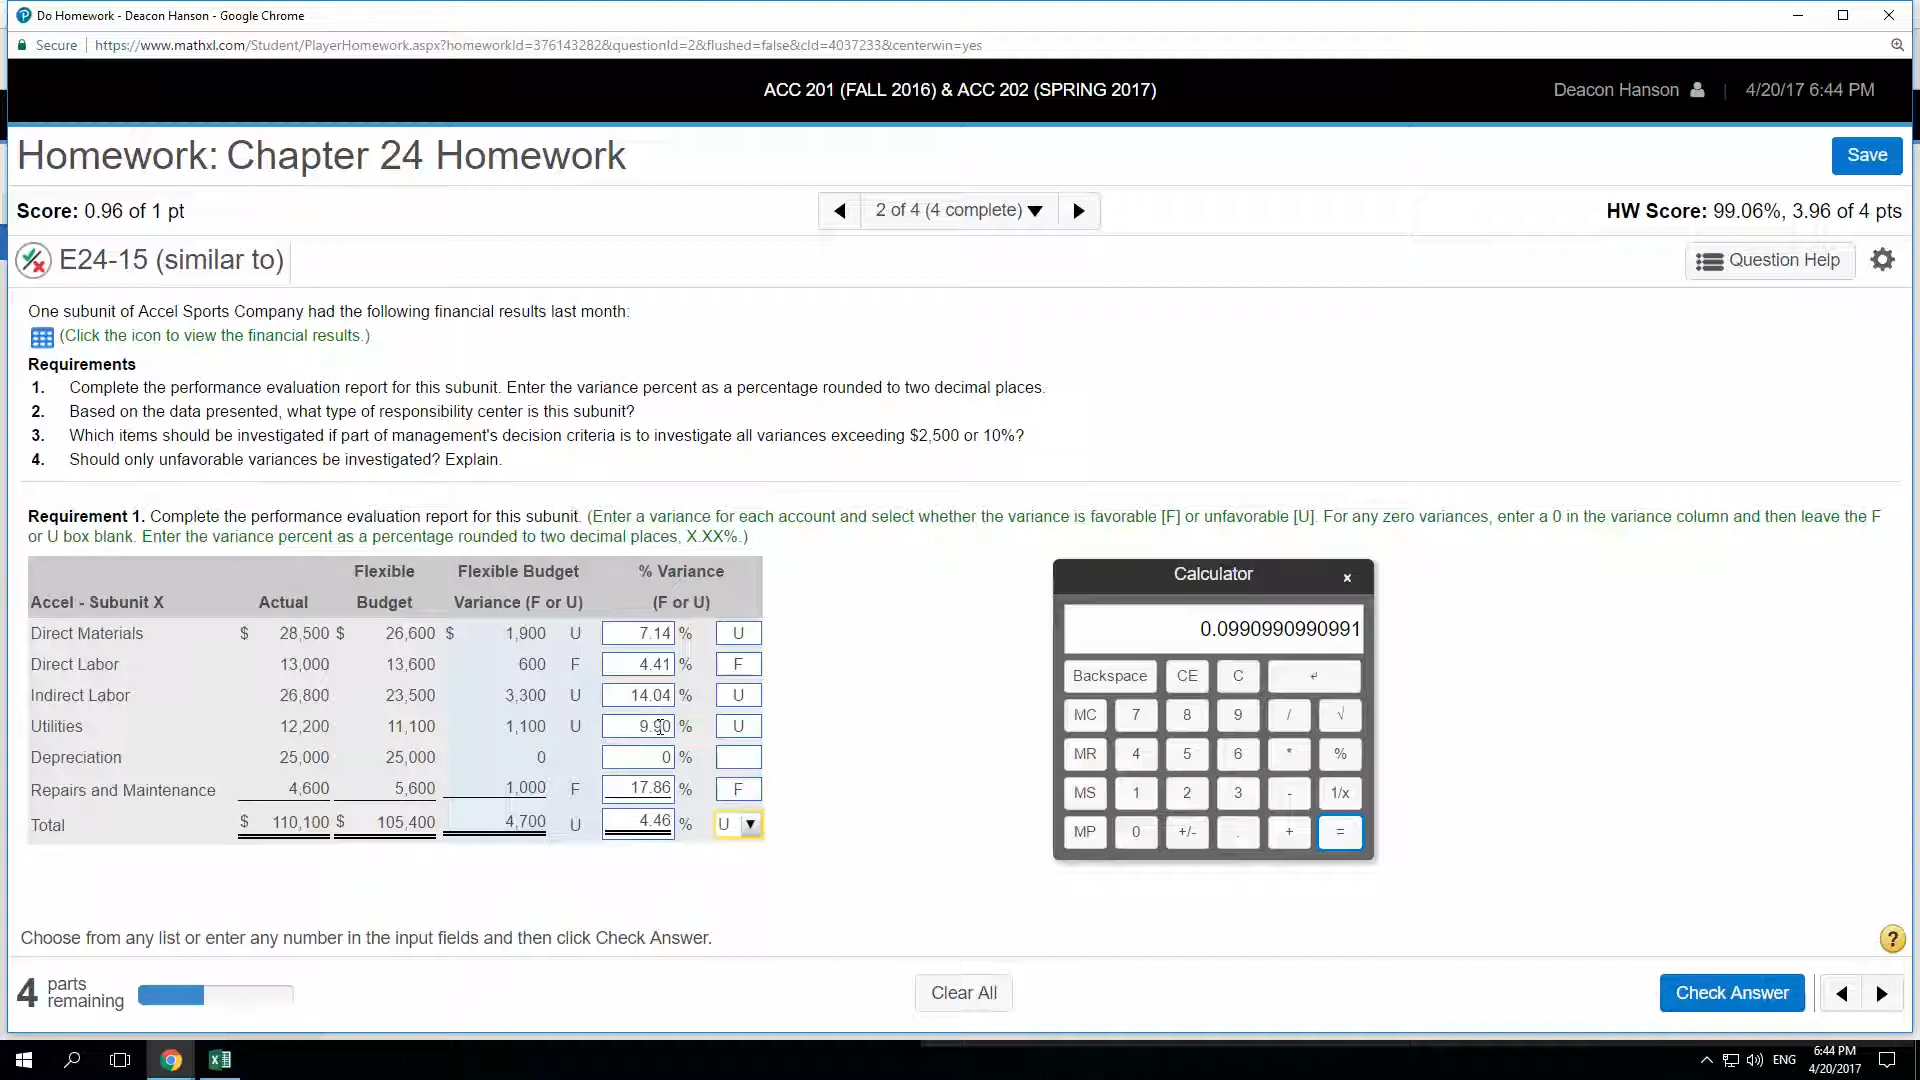 Do Homework - Deacon Hanson - Google Chrome
Secure https://www.mathxl.com/Student/PlayerHomework.aspx?homeworkId=376143282&questionId=2&flushed=false&cId=4037233&centerwin=yes
ACC 201 (FALL 2016) & ACC 202 (SPRING 2017) Deacon Hanson | 4/20/17 6:44 PM
Homework: Chapter 24 Homework Save
Score: 0.96 of 1 pt 2 of 4 (4 complete) HW Score: 99.06%, 3.96 of 4 pts
E24-15 (similar to) Question Help
One subunit of Accel Sports Company had the following financial results last month:
(Click the icon to view the financial results.)
Requirements
1. Complete the performance evaluation report for this subunit. Enter the variance percent as a percentage rounded to two decimal places.
2. Based on the data presented, what type of responsibility center is this subunit?
3. Which items should be investigated if part of management's decision criteria is to investigate all variances exceeding $2,500 or 10%?
4. Should only unfavorable variances be investigated? Explain.
Requirement 1. Complete the performance evaluation report for this subunit. (Enter a variance for each account and select whether the variance is favorable [F] or unfavorable [U]. For any zero variances, enter a 0 in the variance column and then leave the F
or U box blank. Enter the variance percent as a percentage rounded to two decimal places, X.XX%.)
Flexible Flexible Budget % Variance
Accel - Subunit X Actual Budget Variance (F or U) (F or U)
Direct Materials $ 28,500 $ 26,600 $ 1,900 U 7.14 % U
Direct Labor 13,000 13,600 600 F 4.41 % F
Indirect Labor 26,800 23,500 3,300 U 14.04 % U
Utilities 12,200 11,100 1,100 U 9.90 % U
Depreciation 25,000 25,000 0 0 %
Repairs and Maintenance 4,600 5,600 1,000 F 17.86 % F
Total $ 110,100 $ 105,400 4,700 U 4.46 % U
Calculator x
0.0990990990991
Backspace CE C ↵
MC 7 8 9 / √
MR 4 5 6 * %
MS 1 2 3 - 1/x
MP 0 +/- . + =
Choose from any list or enter any number in the input fields and then click Check Answer.
?
4 parts remaining
Clear All
Check Answer
ENG
6:44 PM
4/20/2017